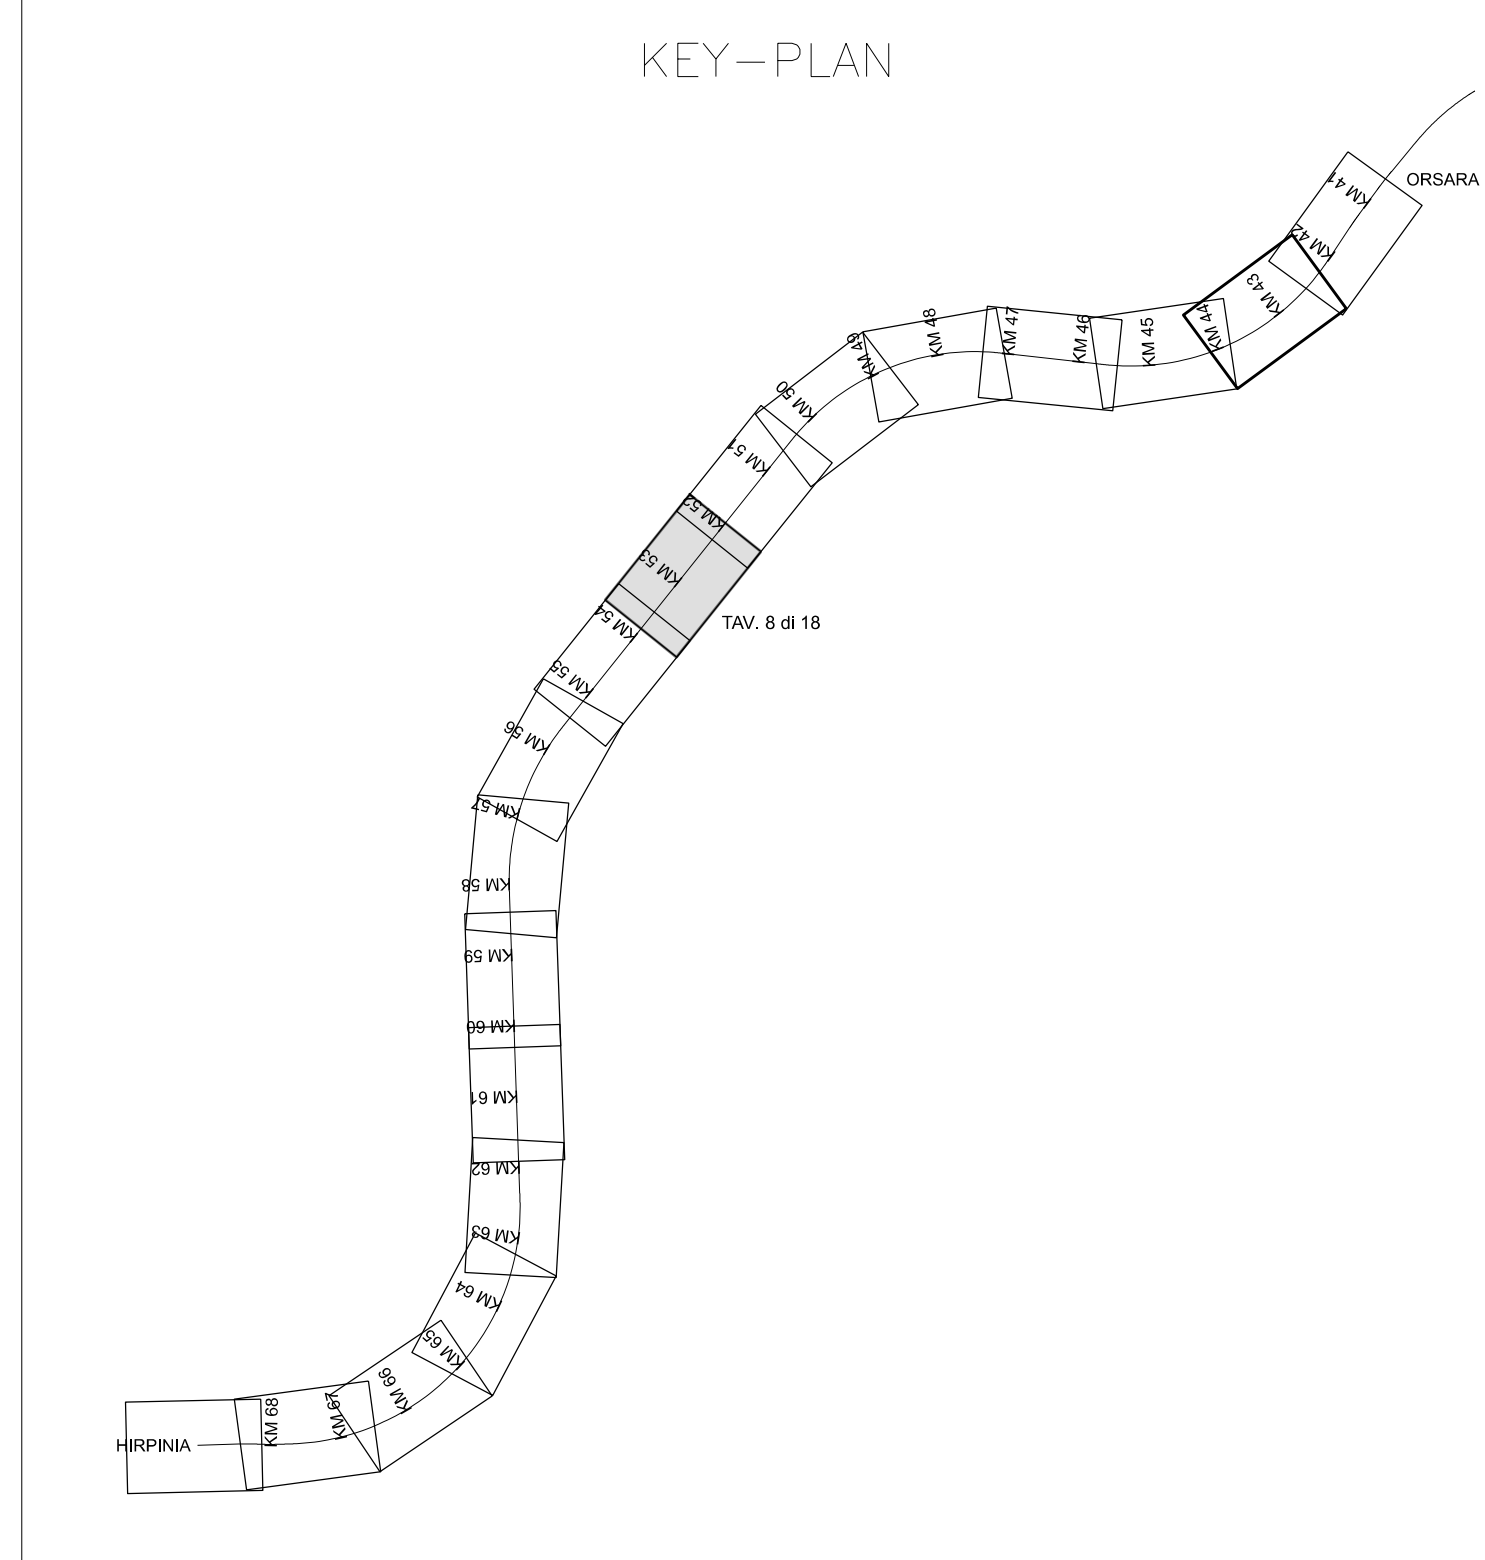 KEY-PLAN
ORSARA
KM 41
KM 42
KM 43
KM 44
KM 45
KM 46
KM 47
KM 48
KM 49
KM 50
KM 51
KM 52
KM 53
KM 54
TAV. 8 di 18
KM 55
KM 56
KM 57
KM 58
KM 59
KM 60
KM 61
KM 62
KM 63
KM 64
KM 65
KM 66
KM 67
KM 68
HIRPINIA